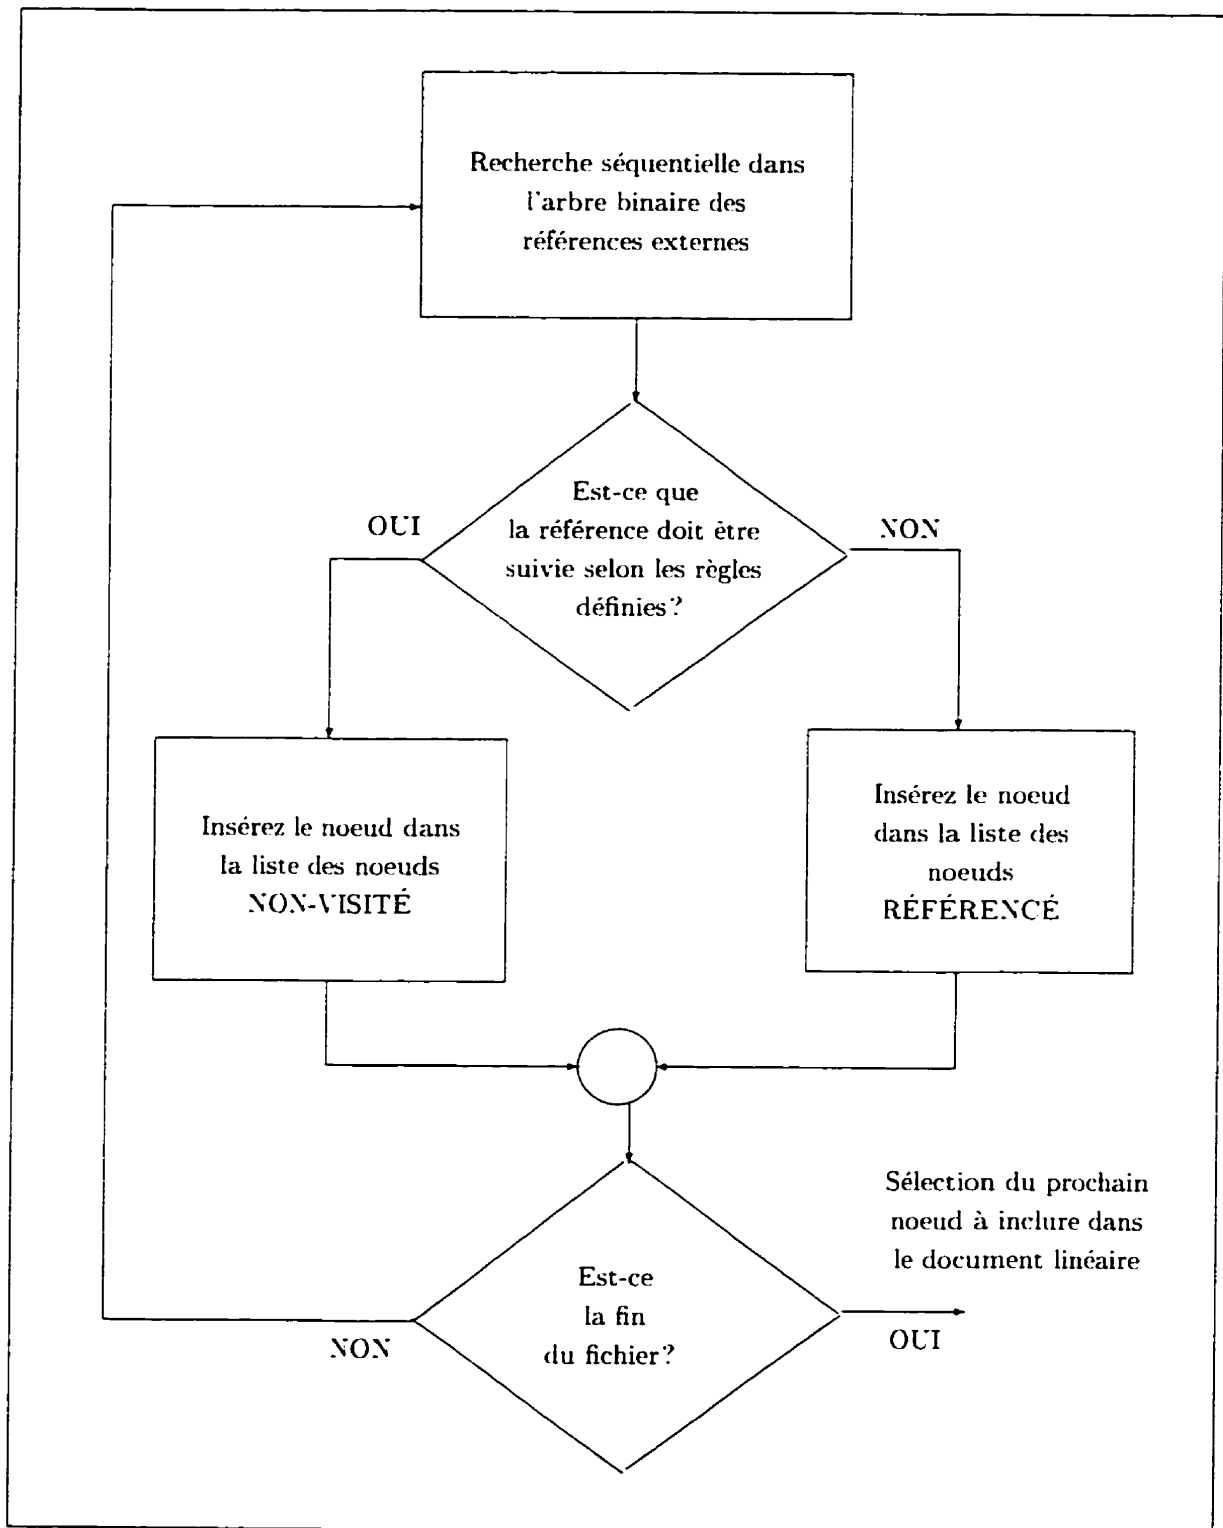 Recherche séquentielle dans
l'arbre binaire des
références externes
Est-ce que
la référence doit être
suivie selon les règles
définies?
OUI
NON
Insérez le noeud dans
la liste des noeuds
NON-VISITÉ
Insérez le noeud
dans la liste des
noeuds
RÉFÉRENCÉ
Sélection du prochain
noeud à inclure dans
le document linéaire
Est-ce
la fin
du fichier?
NON
OUI